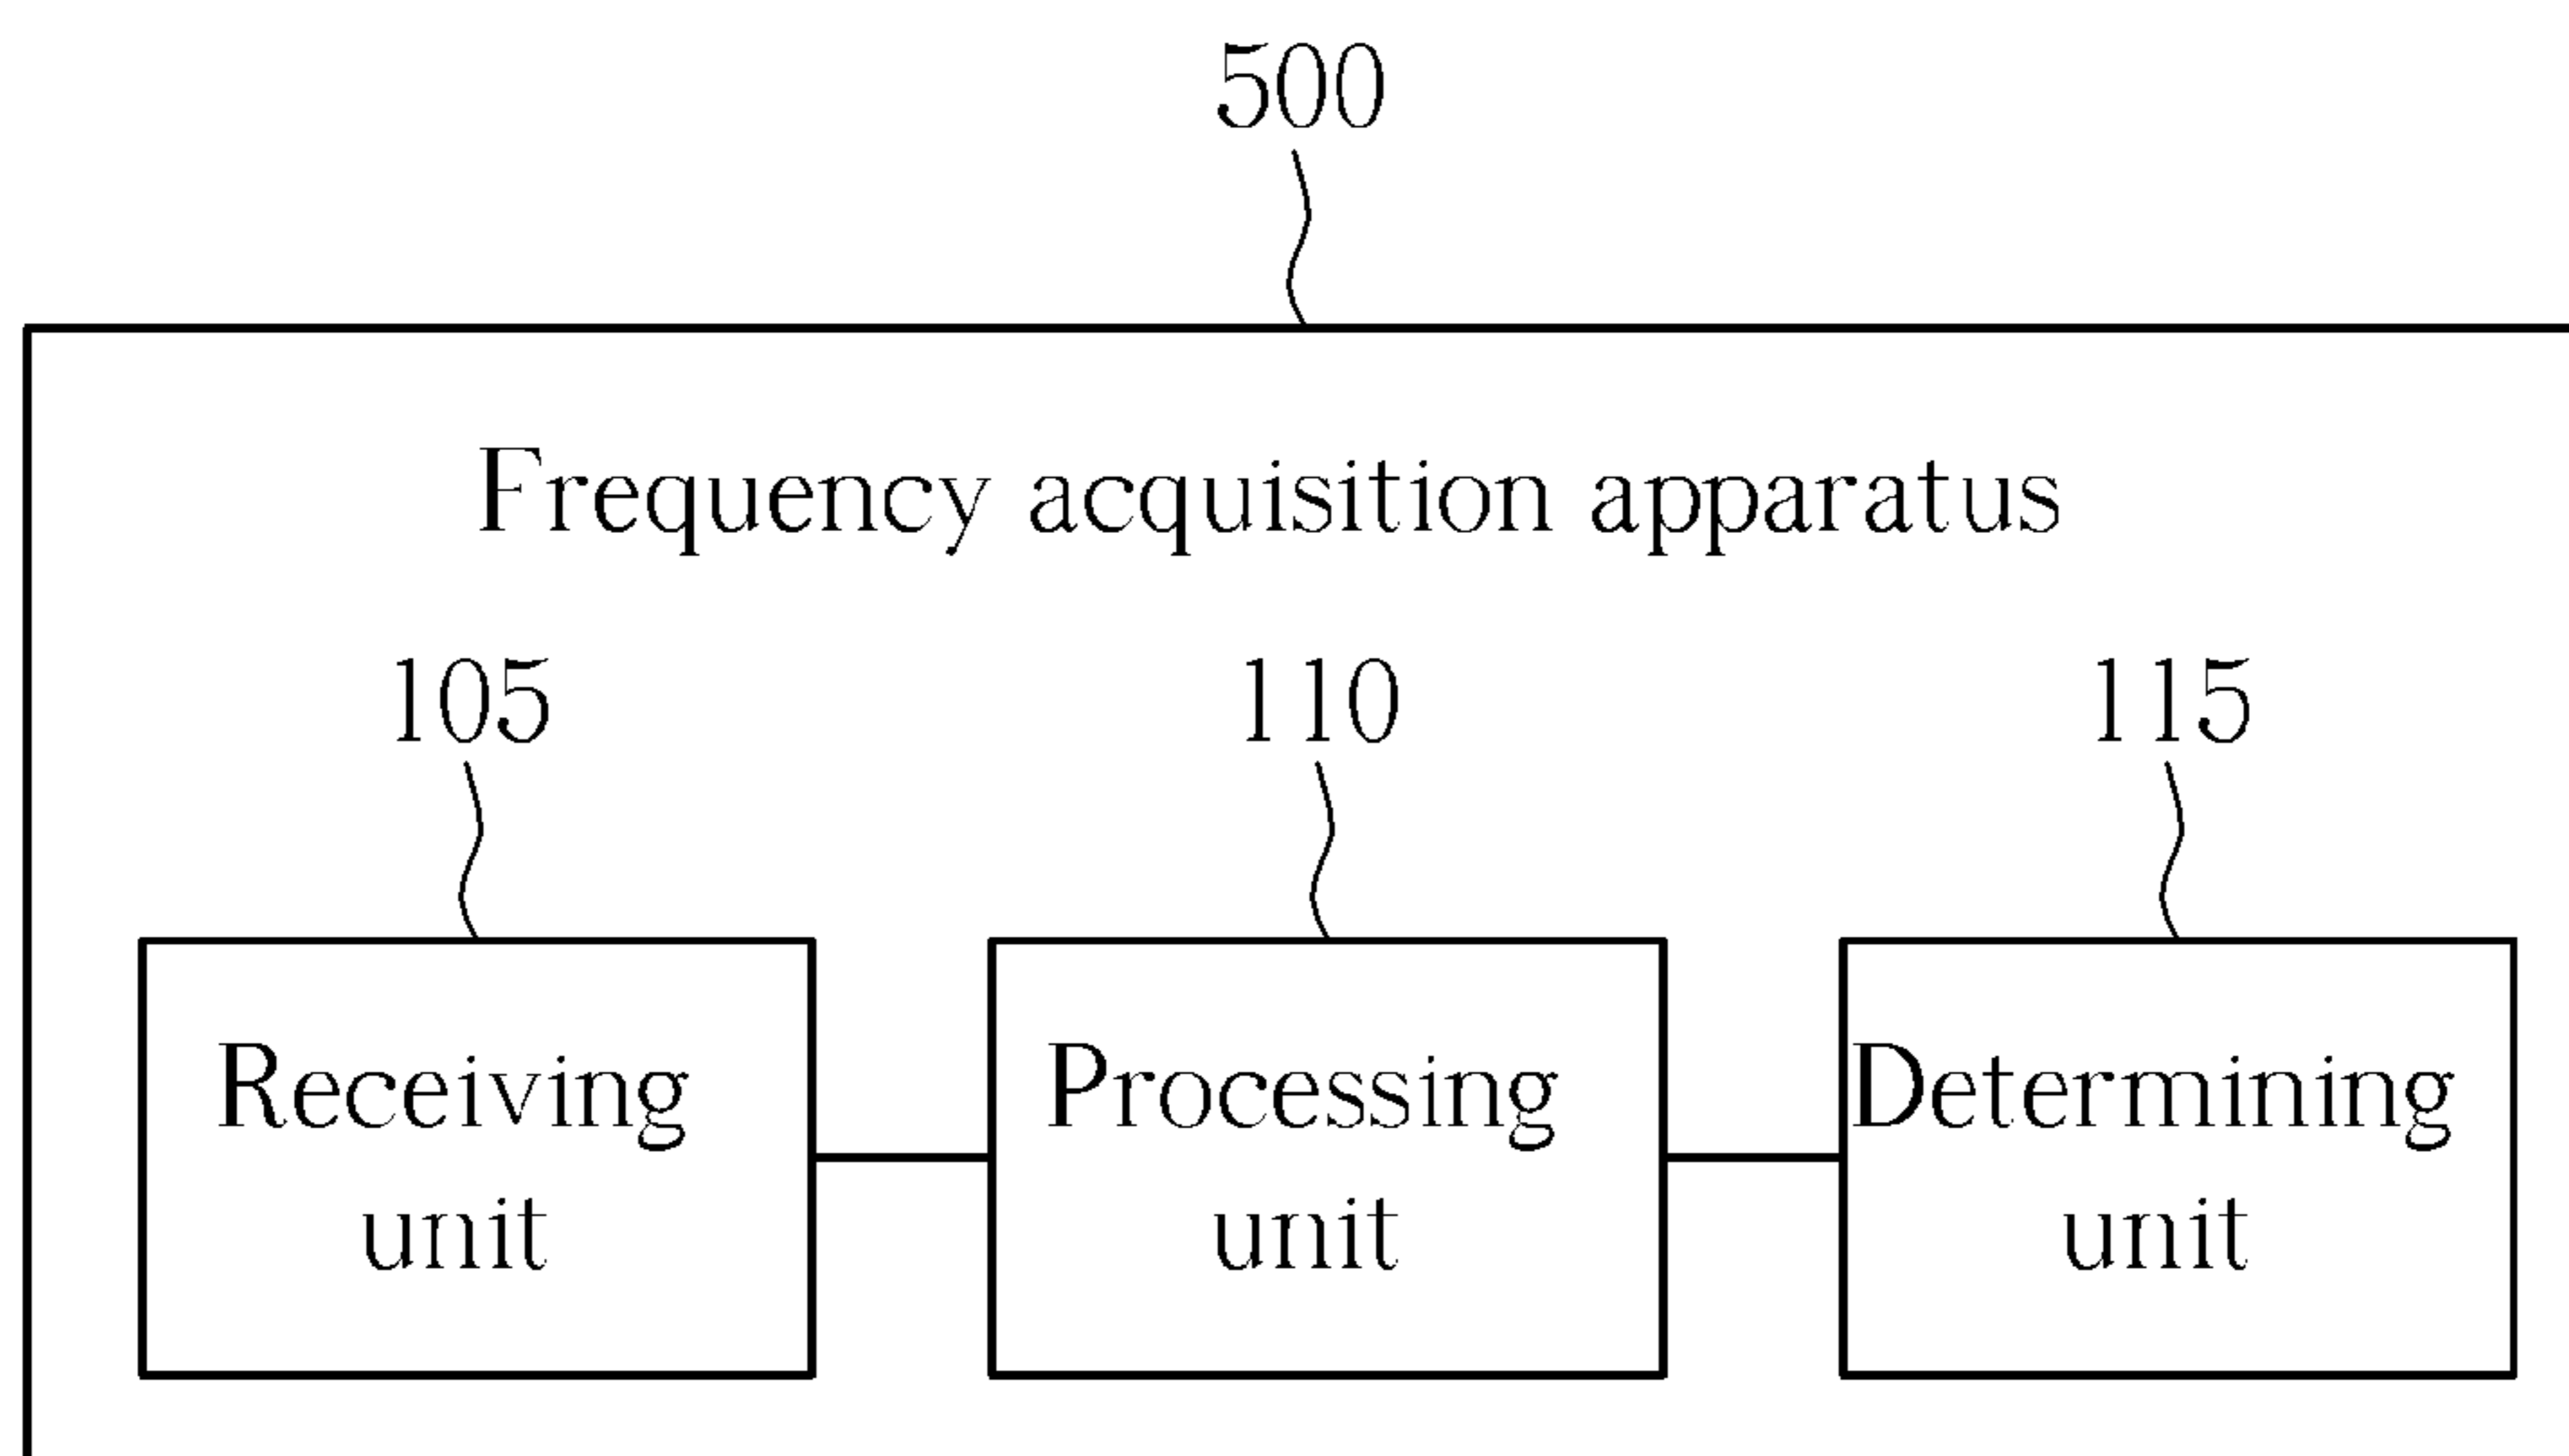 500
Frequency acquisition apparatus
105 110 115
Receiving Processing Determining
unit unit unit